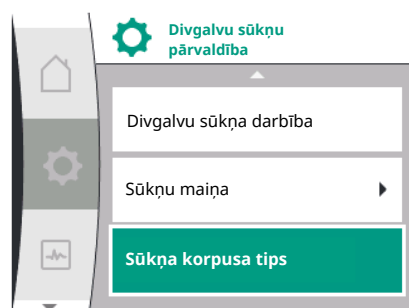 Divgalvu sūkņu
pārvaldība
Divgalvu sūkņa darbība
Sūkņu maiņa
Sūkņa korpusa tips